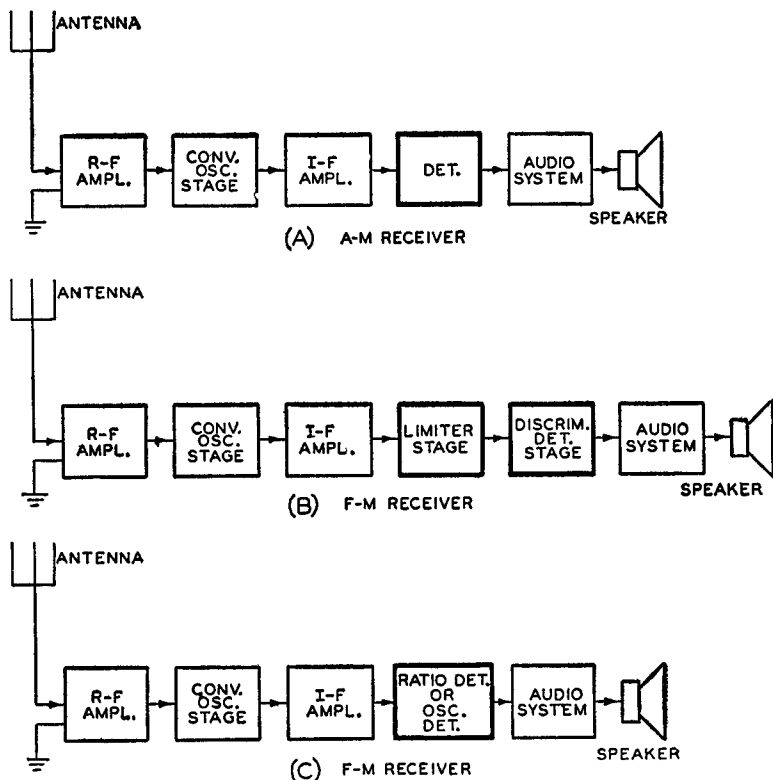 ANTENNA
R-F
AMPL.
CONV.
OSC.
STAGE
I-F
AMPL.
DET.
AUDIO
SYSTEM
SPEAKER
(A) A-M RECEIVER
ANTENNA
R-F
AMPL.
CONV.
OSC.
STAGE
I-F
AMPL.
LIMITER
STAGE
DISCRIM.
DET.
STAGE
AUDIO
SYSTEM
SPEAKER
(B) F-M RECEIVER
ANTENNA
R-F
AMPL.
CONV.
OSC.
STAGE
I-F
AMPL.
RATIO DET.
OR
OSC.
DET.
AUDIO
SYSTEM
SPEAKER
(C) F-M RECEIVER